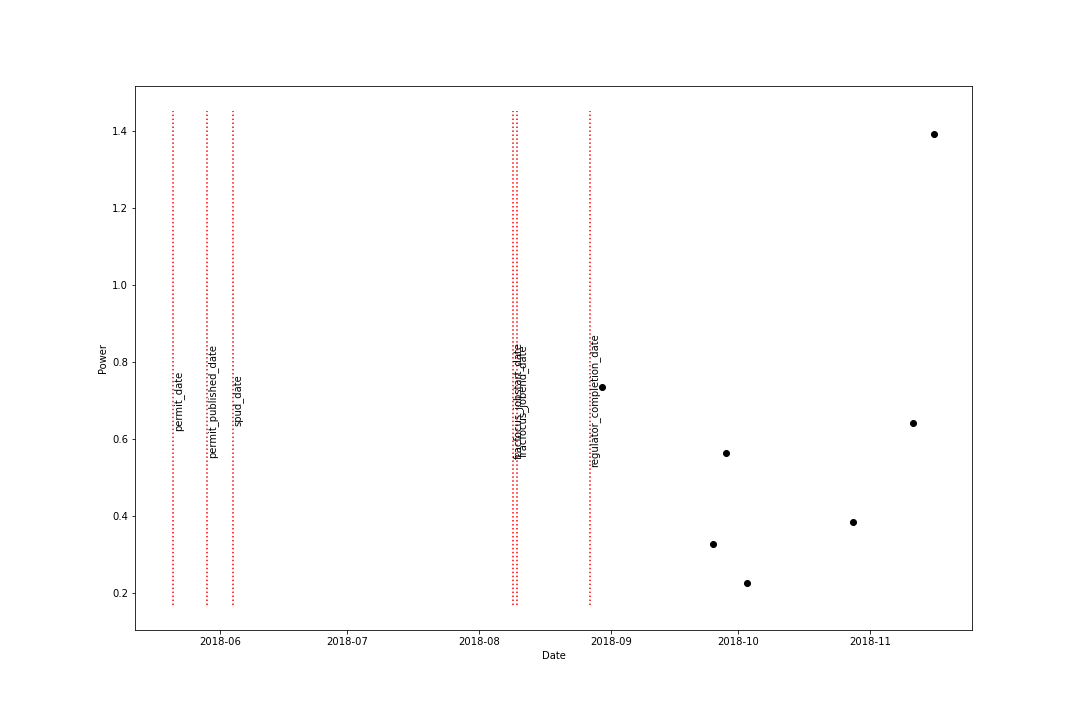 1.4
1.2
1.0
0.8
0.6
0.4
0.2
Power
permit_date
permit_published_date
spud_date
fracfocus_jobstart_date
fracfocus_jobend_date
regulator_completion_date
2018-06
2018-07
2018-08
2018-09
2018-10
2018-11
Date